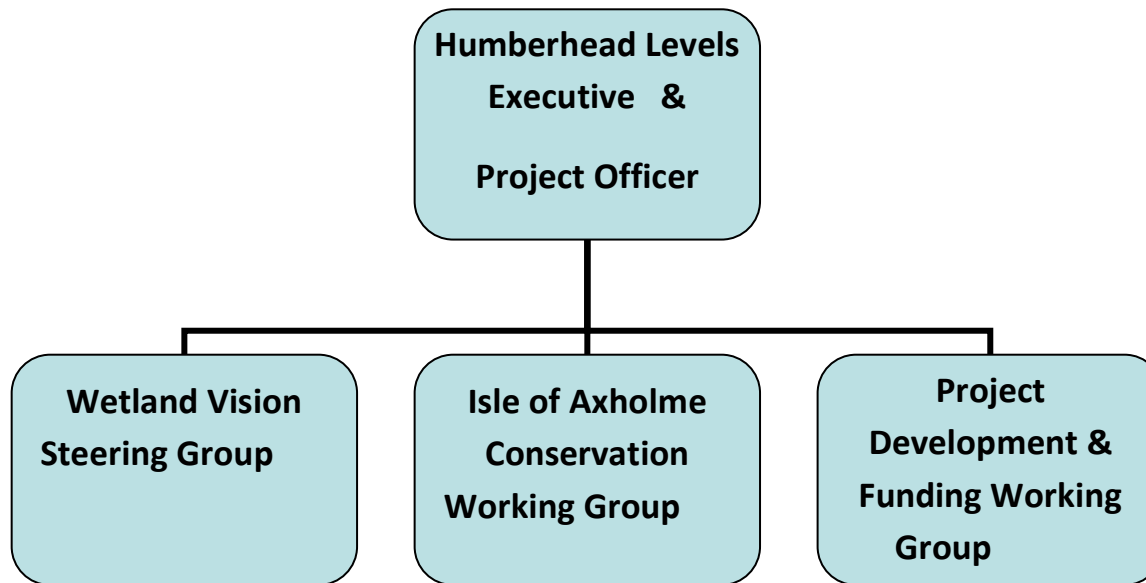 Humberhead Levels
Executive &
Project Officer
Wetland Vision
Steering Group
Isle of Axholme
Conservation
Working Group
Project
Development &
Funding Working
Group